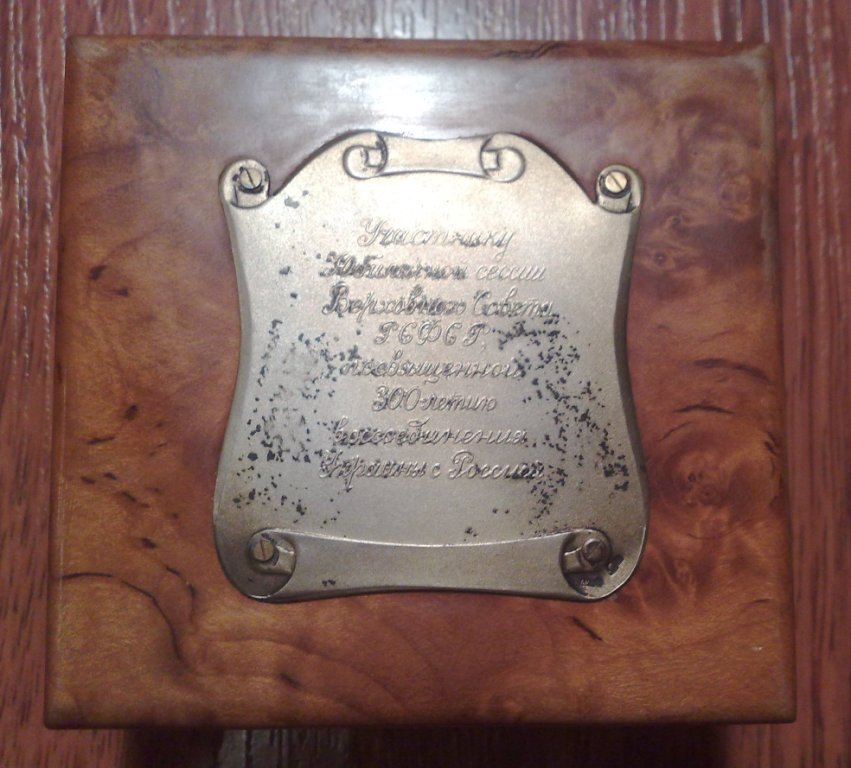 Участнику
Юбилейной сессии
Верховного Совета
РСФСР,
посвященной
300-летию
воссоединения
Украины с Россией